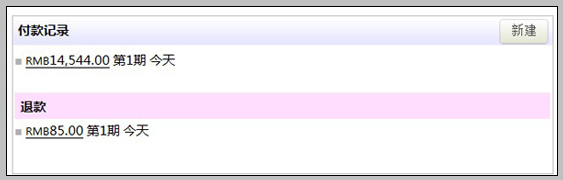 付款记录
新建
RMB14,544.00 第1期 今天
退款
RMB85.00 第1期 今天